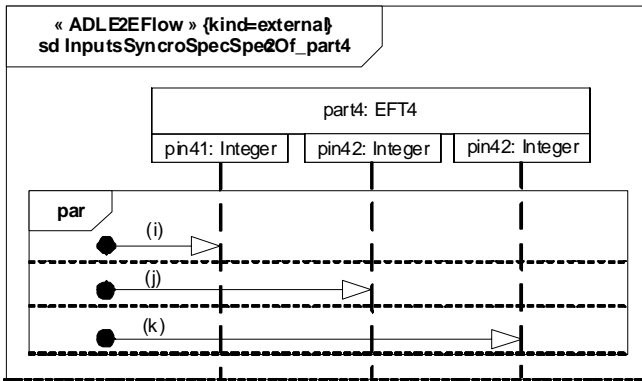 « ADLE2EFlow » {kind=external}
sd InputsSyncroSpecSpec2Of_part4
part4: EFT4
pin41: Integer
pin42: Integer
pin42: Integer
par
(i)
(j)
(k)